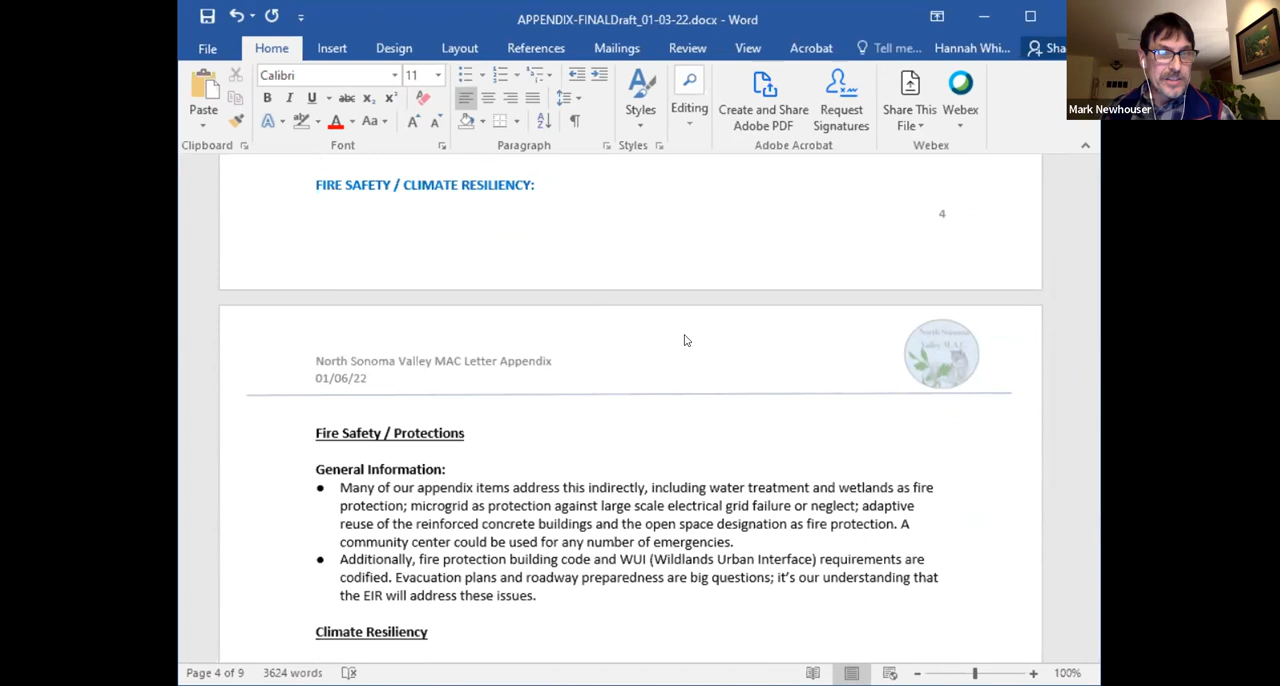 APPENDIX-FINALDraft_01-03-22.docx - Word
File Home Insert Design Layout References Mailings Review View Acrobat Tell me... Hannah Whi... Sha
Calibri 11
Paste
B I U abc x₂ x²
A A Aa A A
Styles
Editing
Create and Share
Adobe PDF
Request
Signatures
Share This
File
Webex
Clipboard Font Paragraph Styles Adobe Acrobat Webex
Mark Newhouser
FIRE SAFETY / CLIMATE RESILIENCY:
4
North Sonoma
Valley MAC
North Sonoma Valley MAC Letter Appendix
01/06/22
Fire Safety / Protections
General Information:
● Many of our appendix items address this indirectly, including water treatment and wetlands as fire
protection; microgrid as protection against large scale electrical grid failure or neglect; adaptive
reuse of the reinforced concrete buildings and the open space designation as fire protection. A
community center could be used for any number of emergencies.
● Additionally, fire protection building code and WUI (Wildlands Urban Interface) requirements are
codified. Evacuation plans and roadway preparedness are big questions; it's our understanding that
the EIR will address these issues.
Climate Resiliency
Page 4 of 9 3624 words 100%